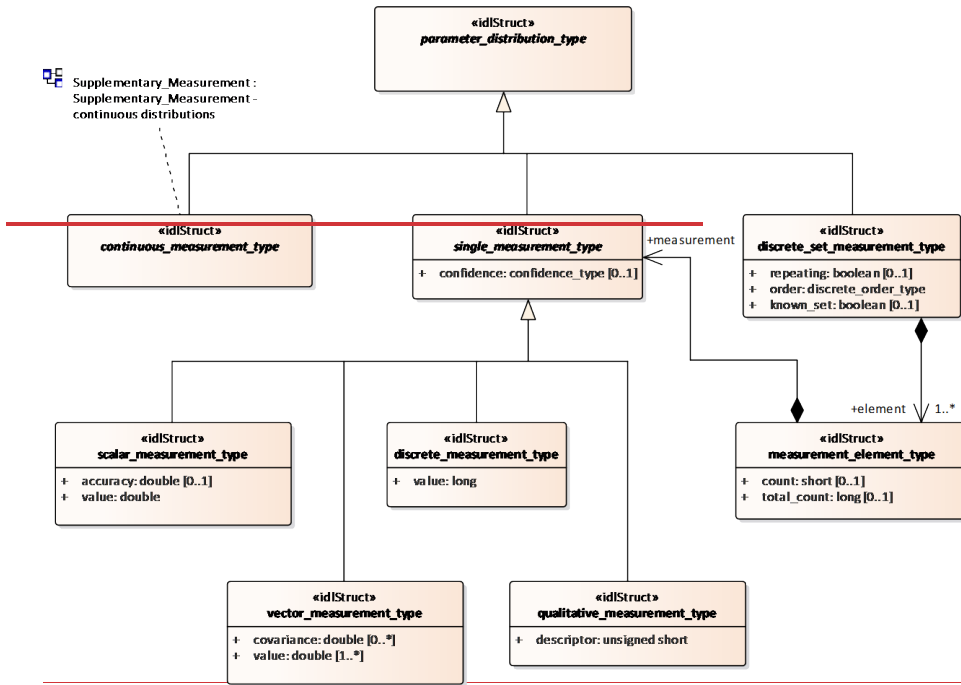 «idlStruct»
parameter_distribution_type
Supplementary_Measurement :
Supplementary_Measurement -
continuous distributions
«idlStruct»
continuous_measurement_type
«idlStruct»
single_measurement_type
+ confidence: confidence_type [0..1]
+measurement
«idlStruct»
discrete_set_measurement_type
+ repeating: boolean [0..1]
+ order: discrete_order_type
+ known_set: boolean [0..1]
+element 1..*
«idlStruct»
scalar_measurement_type
+ accuracy: double [0..1]
+ value: double
«idlStruct»
discrete_measurement_type
+ value: long
«idlStruct»
measurement_element_type
+ count: short [0..1]
+ total_count: long [0..1]
«idlStruct»
vector_measurement_type
+ covariance: double [0..*]
+ value: double [1..*]
«idlStruct»
qualitative_measurement_type
+ descriptor: unsigned short